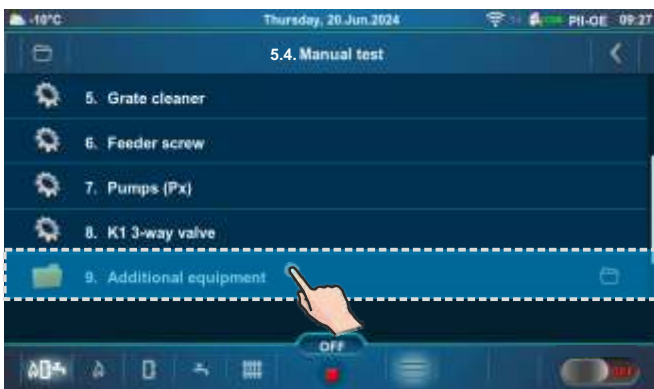 -10°C Thursday, 20.Jun.2024 PII-OE 09:27
5.4. Manual test
5. Grate cleaner
6. Feeder screw
7. Pumps (Px)
8. K1 3-way valve
9. Additional equipment
OFF
OFF